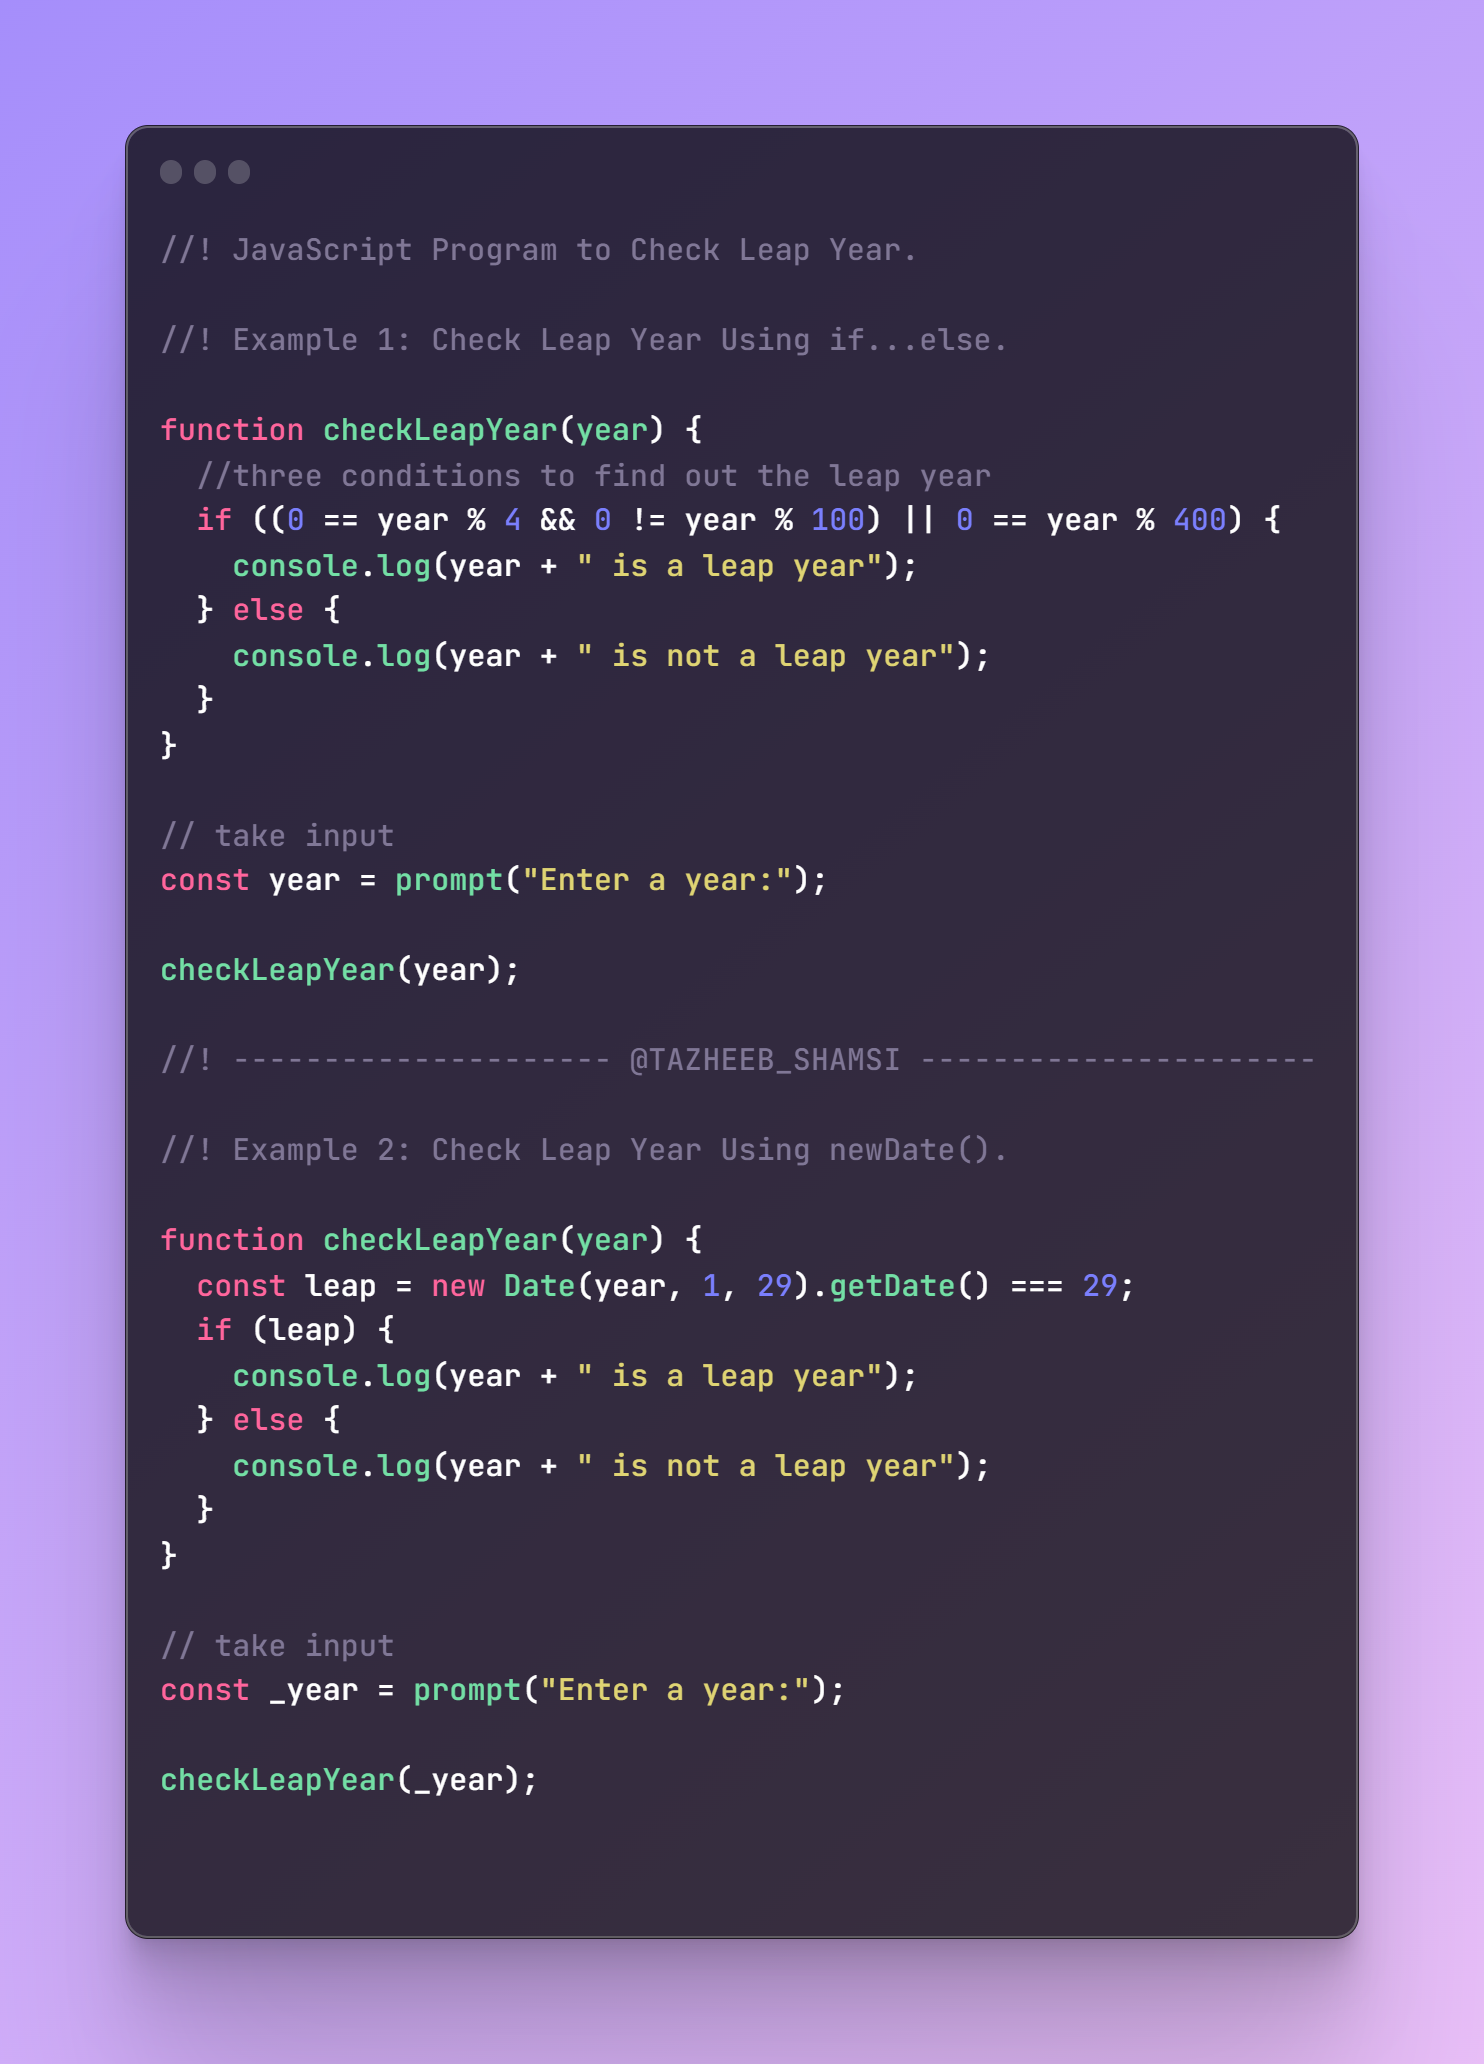 //! JavaScript Program to Check Leap Year.
//! Example 1: Check Leap Year Using if...else.
function checkLeapYear(year) {
  //three conditions to find out the leap year
  if ((0 == year % 4 && 0 != year % 100) || 0 == year % 400) {
    console.log(year + " is a leap year");
  } else {
    console.log(year + " is not a leap year");
  }
}
// take input
const year = prompt("Enter a year:");
checkLeapYear(year);
//! --------------------- @TAZHEEB_SHAMSI ----------------------
//! Example 2: Check Leap Year Using newDate().
function checkLeapYear(year) {
  const leap = new Date(year, 1, 29).getDate() === 29;
  if (leap) {
    console.log(year + " is a leap year");
  } else {
    console.log(year + " is not a leap year");
  }
}
// take input
const _year = prompt("Enter a year:");
checkLeapYear(_year);